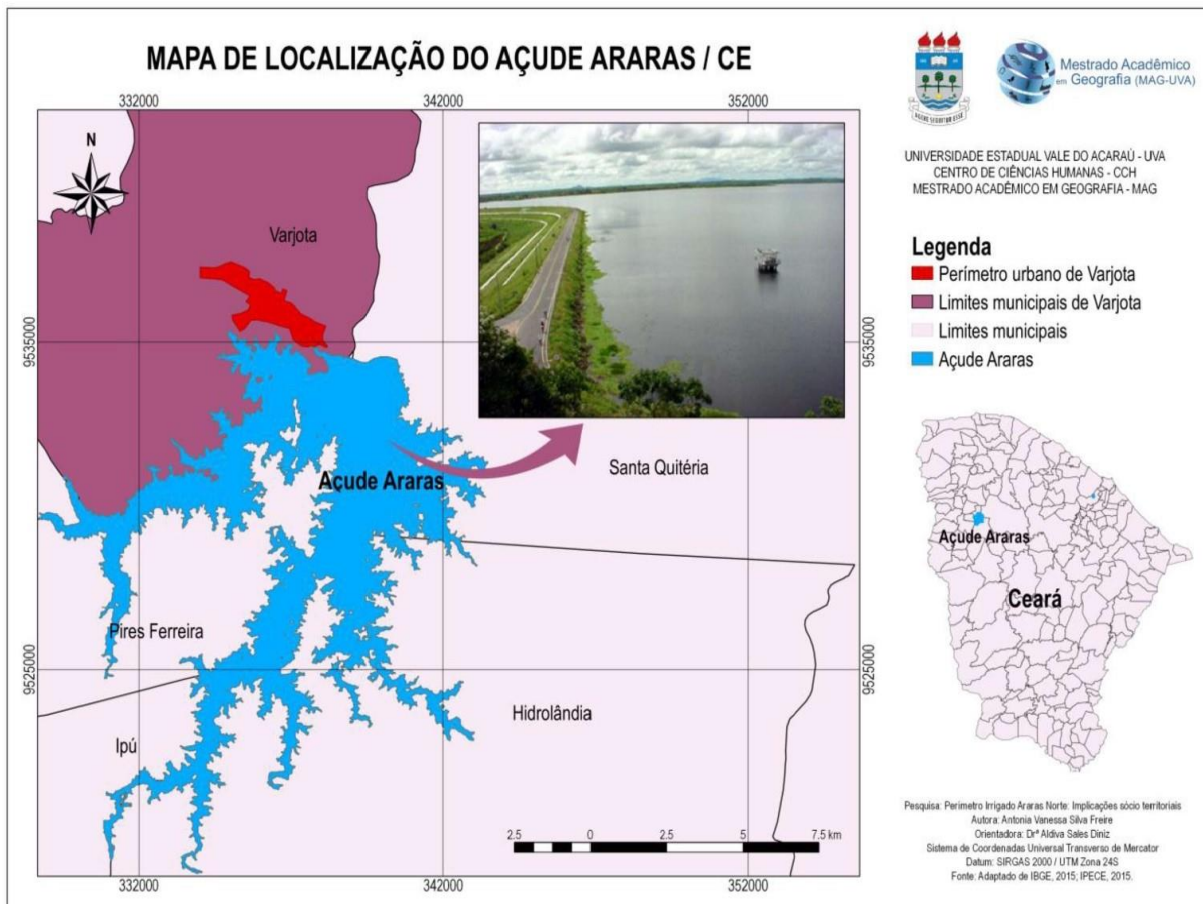 MAPA DE LOCALIZAÇÃO DO AÇUDE ARARAS / CE
332000
342000
352000
N
Varjota
9535000
9535000
Açude Araras
Santa Quitéria
Pires Ferreira
9525000
9525000
Hidrolândia
Ipú
2.5 0 2.5 5 7.5 km
332000
342000
352000
Mestrado Acadêmico
em Geografia (MAG-UVA)
UNIVERSIDADE ESTADUAL VALE DO ACARAÚ - UVA
CENTRO DE CIÊNCIAS HUMANAS - CCH
MESTRADO ACADÊMICO EM GEOGRAFIA - MAG
Legenda
Perímetro urbano de Varjota
Limites municipais de Varjota
Limites municipais
Açude Araras
Açude Araras
Ceará
Pesquisa: Perimetro Irrigado Araras Norte: Implicações sócio territoriais
Autora: Antonia Vanessa Silva Freire
Orientadora: Drª Aldiva Sales Diniz
Sistema de Coordenadas Universal Transverso de Mercator
Datum: SIRGAS 2000 / UTM Zona 24S
Fonte: Adaptado de IBGE, 2015; IPECE, 2015.